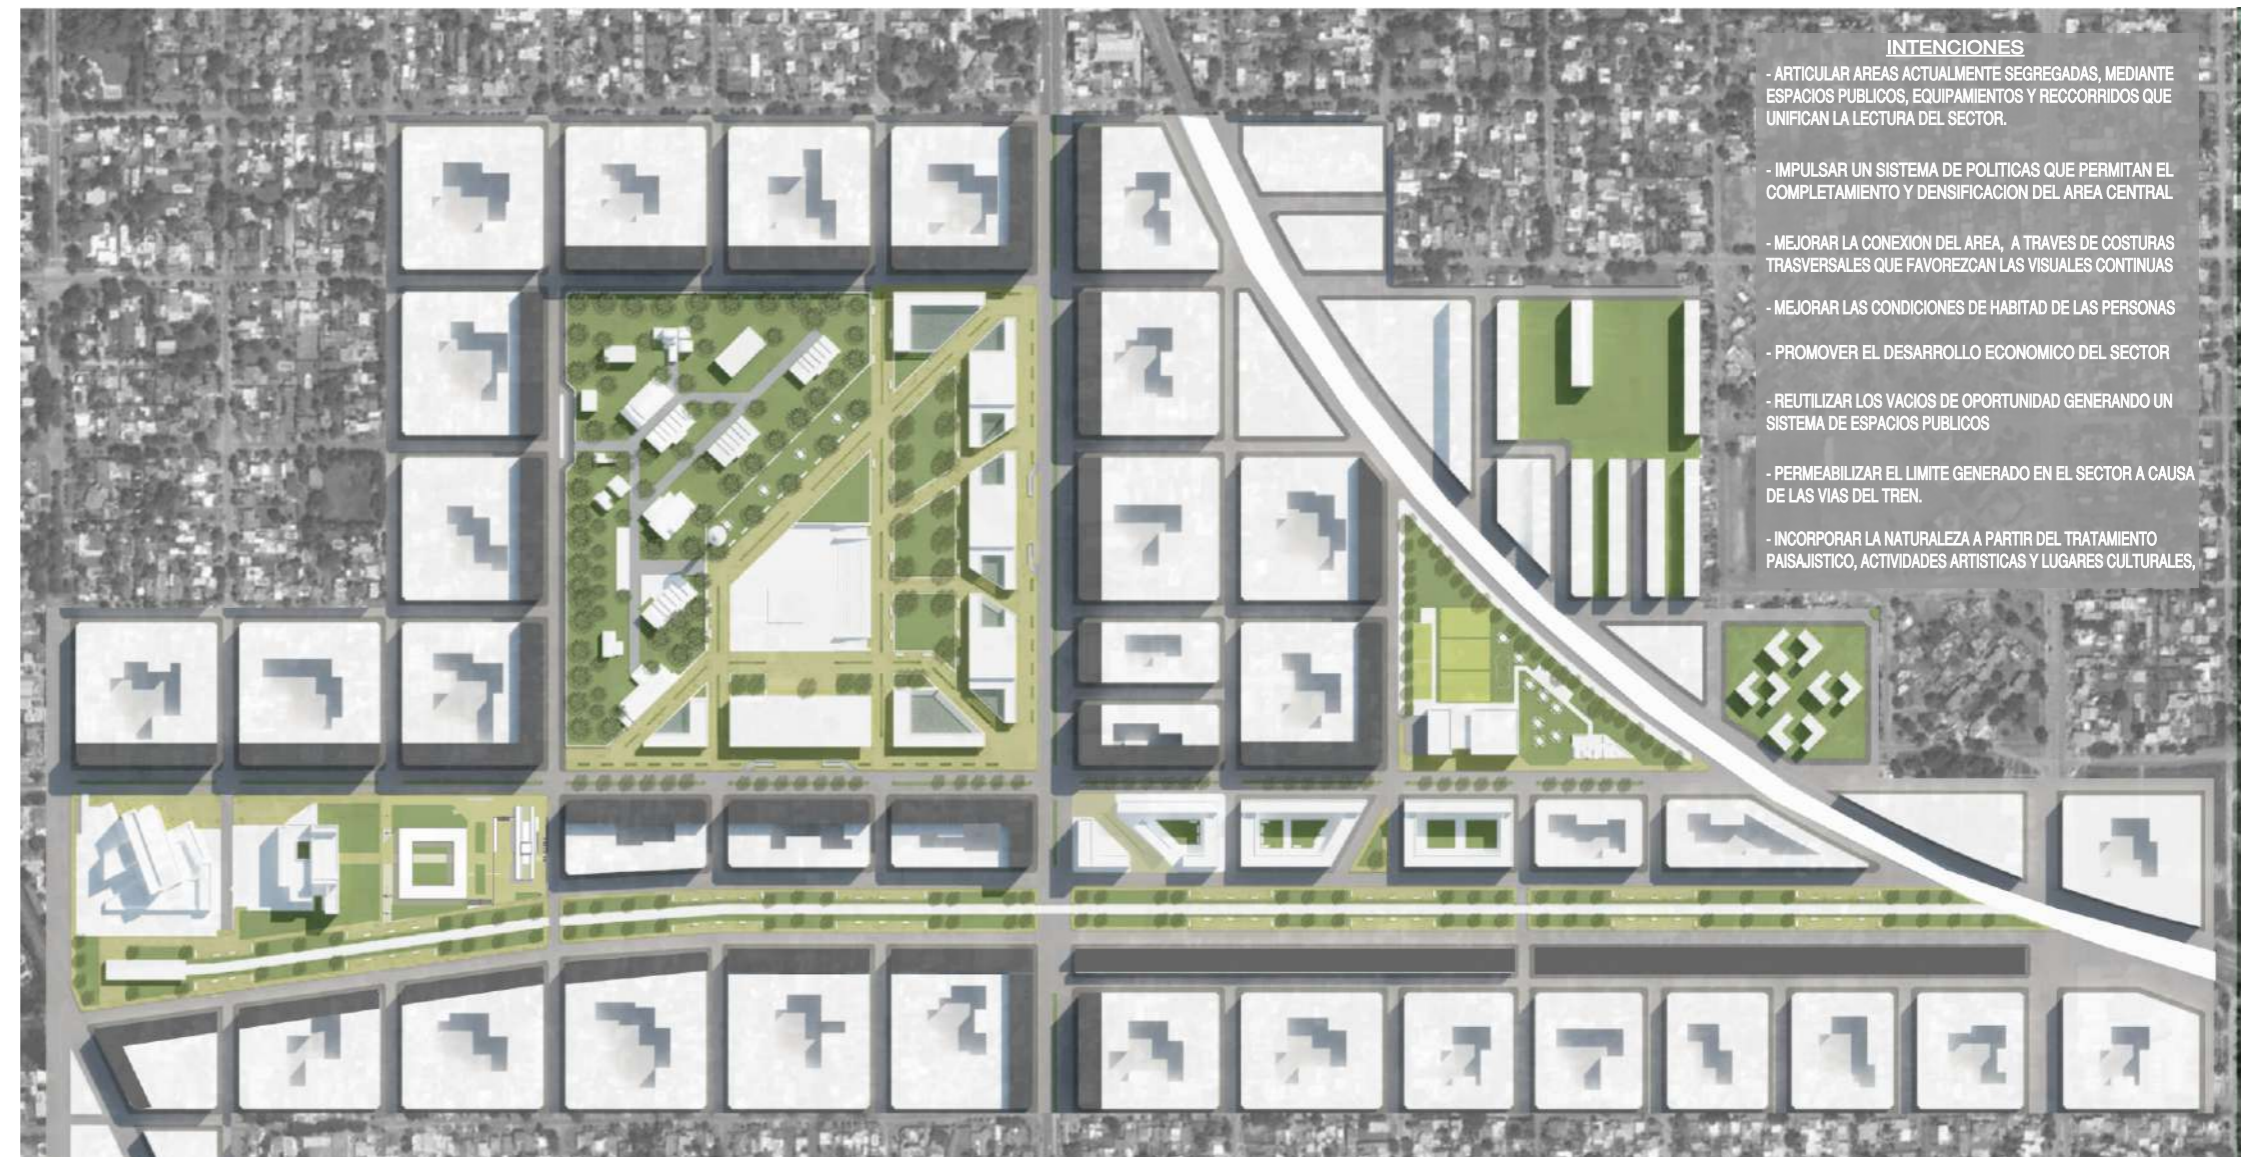 INTENCIONES
- ARTICULAR AREAS ACTUALMENTE SEGREGADAS, MEDIANTE
ESPACIOS PUBLICOS, EQUIPAMIENTOS Y RECCORRIDOS QUE
UNIFICAN LA LECTURA DEL SECTOR.
- IMPULSAR UN SISTEMA DE POLITICAS QUE PERMITAN EL
COMPLETAMIENTO Y DENSIFICACION DEL AREA CENTRAL
- MEJORAR LA CONEXION DEL AREA, A TRAVES DE COSTURAS
TRASVERSALES QUE FAVOREZCAN LAS VISUALES CONTINUAS
- MEJORAR LAS CONDICIONES DE HABITAD DE LAS PERSONAS
- PROMOVER EL DESARROLLO ECONOMICO DEL SECTOR
- REUTILIZAR LOS VACIOS DE OPORTUNIDAD GENERANDO UN
SISTEMA DE ESPACIOS PUBLICOS
- PERMEABILIZAR EL LIMITE GENERADO EN EL SECTOR A CAUSA
DE LAS VIAS DEL TREN.
- INCORPORAR LA NATURALEZA A PARTIR DEL TRATAMIENTO
PAISAJISTICO, ACTIVIDADES ARTISTICAS Y LUGARES CULTURALES,